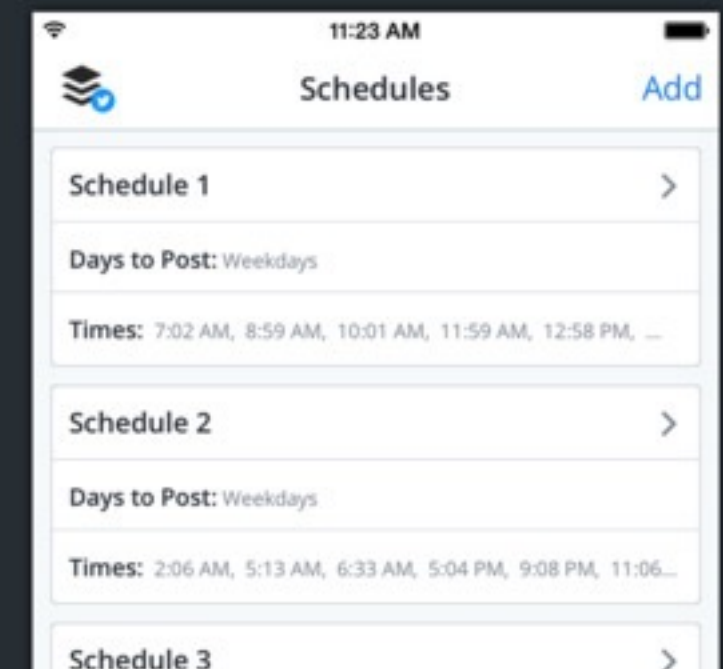 11:23 AM
Schedules Add
Schedule 1
Days to Post: Weekdays
Times: 7:02 AM, 8:59 AM, 10:01 AM, 11:59 AM, 12:58 PM, ...
Schedule 2
Days to Post: Weekdays
Times: 2:06 AM, 5:13 AM, 6:33 AM, 5:04 PM, 9:08 PM, 11:06...
Schedule 3